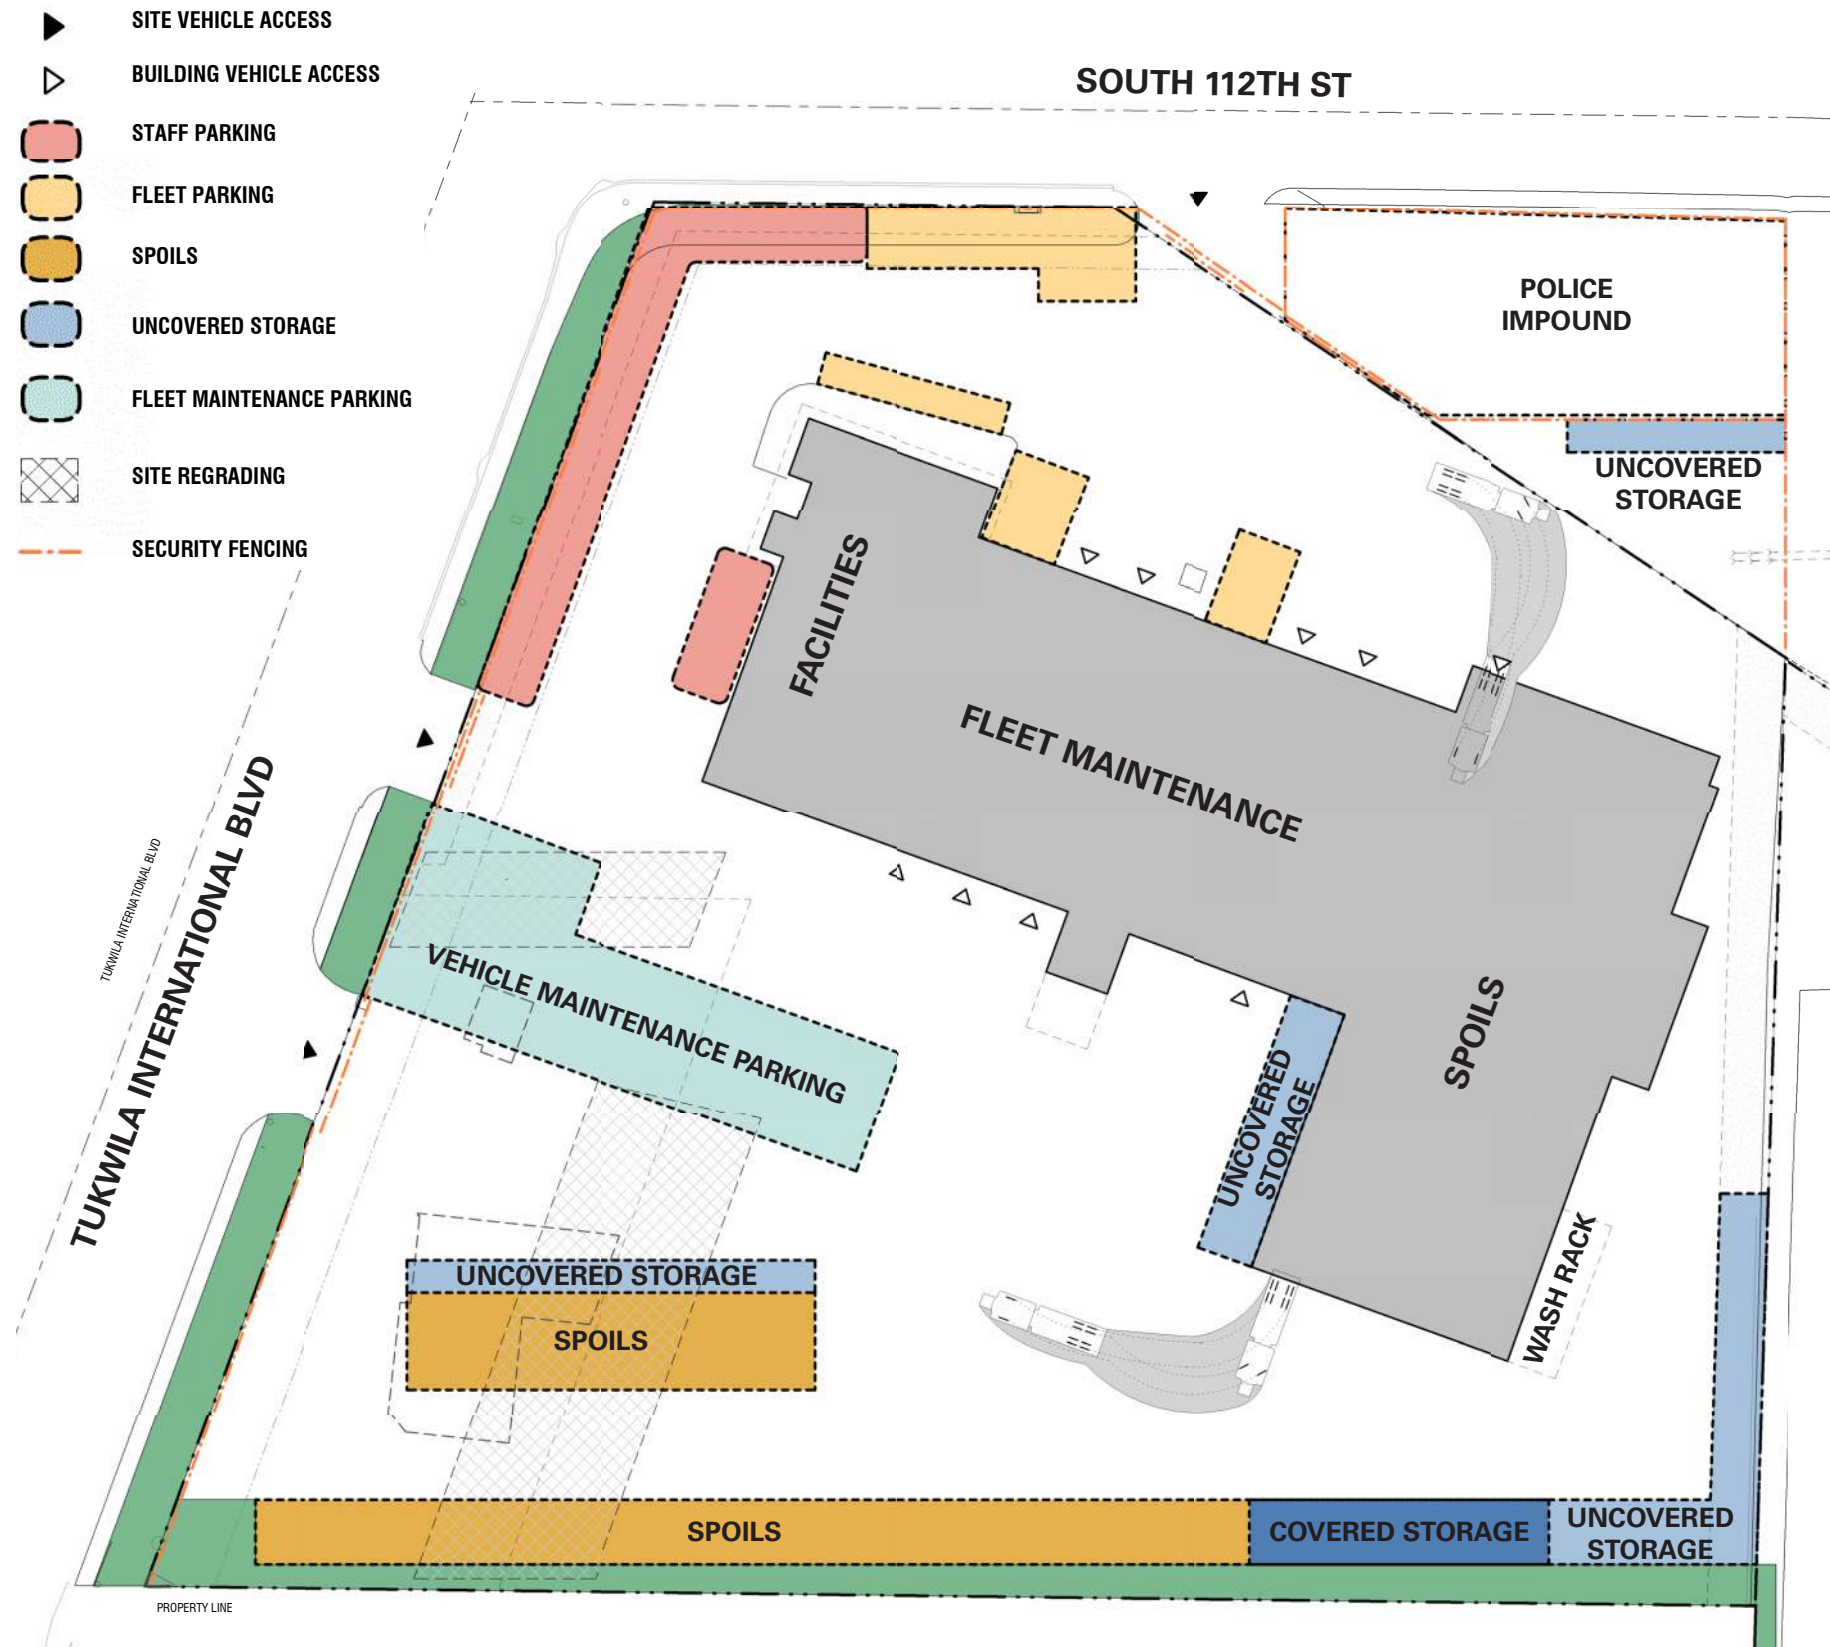 SITE VEHICLE ACCESS
BUILDING VEHICLE ACCESS
STAFF PARKING
FLEET PARKING
SPOILS
UNCOVERED STORAGE
FLEET MAINTENANCE PARKING
SITE REGRADING
SECURITY FENCING
SOUTH 112TH ST
POLICE
IMPOUND
UNCOVERED
STORAGE
FACILITIES
FLEET MAINTENANCE
TUKWILA INTERNATIONAL BLVD
TUKWILA INTERNATIONAL BLVD
VEHICLE MAINTENANCE PARKING
SPOILS
UNCOVERED
STORAGE
WASH RACK
UNCOVERED STORAGE
SPOILS
SPOILS
COVERED STORAGE
UNCOVERED
STORAGE
PROPERTY LINE